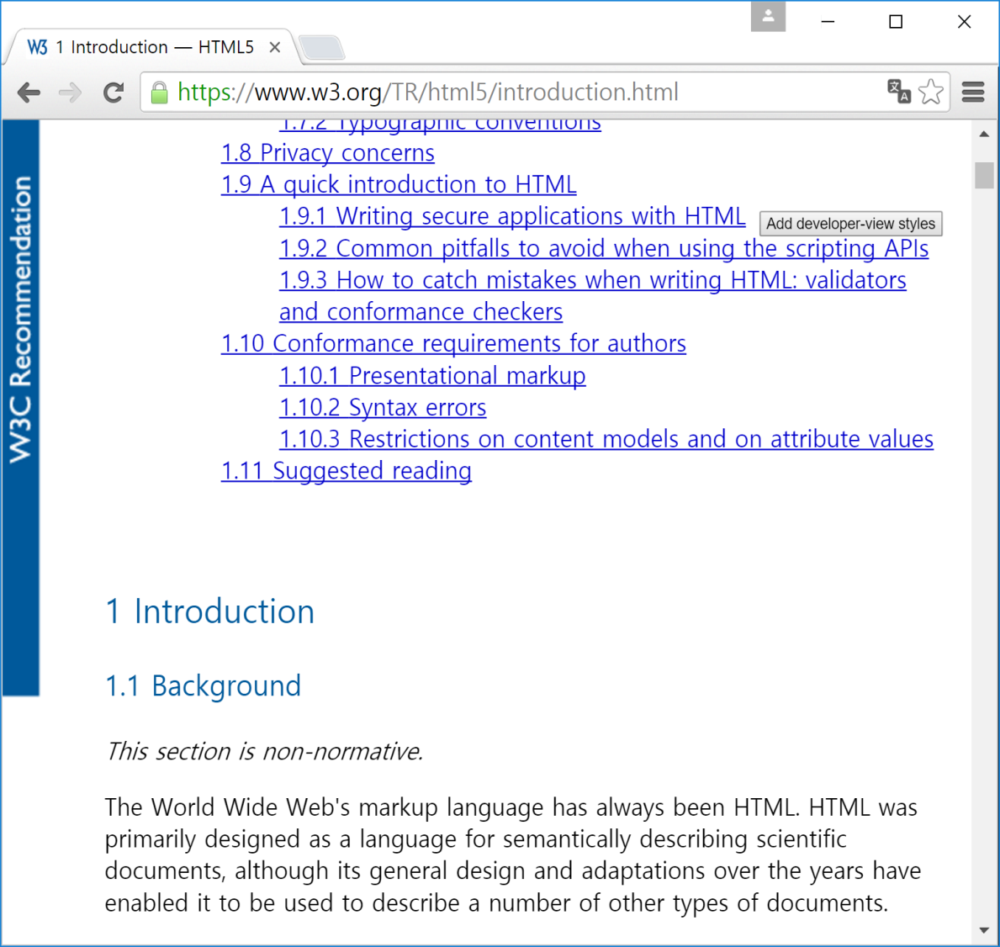 W3 1 Introduction — HTML5
https://www.w3.org/TR/html5/introduction.html
W3C Recommendation
1.7.2 Typographic conventions
1.8 Privacy concerns
1.9 A quick introduction to HTML
1.9.1 Writing secure applications with HTML
Add developer-view styles
1.9.2 Common pitfalls to avoid when using the scripting APIs
1.9.3 How to catch mistakes when writing HTML: validators
and conformance checkers
1.10 Conformance requirements for authors
1.10.1 Presentational markup
1.10.2 Syntax errors
1.10.3 Restrictions on content models and on attribute values
1.11 Suggested reading
1 Introduction
1.1 Background
This section is non-normative.
The World Wide Web's markup language has always been HTML. HTML was
primarily designed as a language for semantically describing scientific
documents, although its general design and adaptations over the years have
enabled it to be used to describe a number of other types of documents.